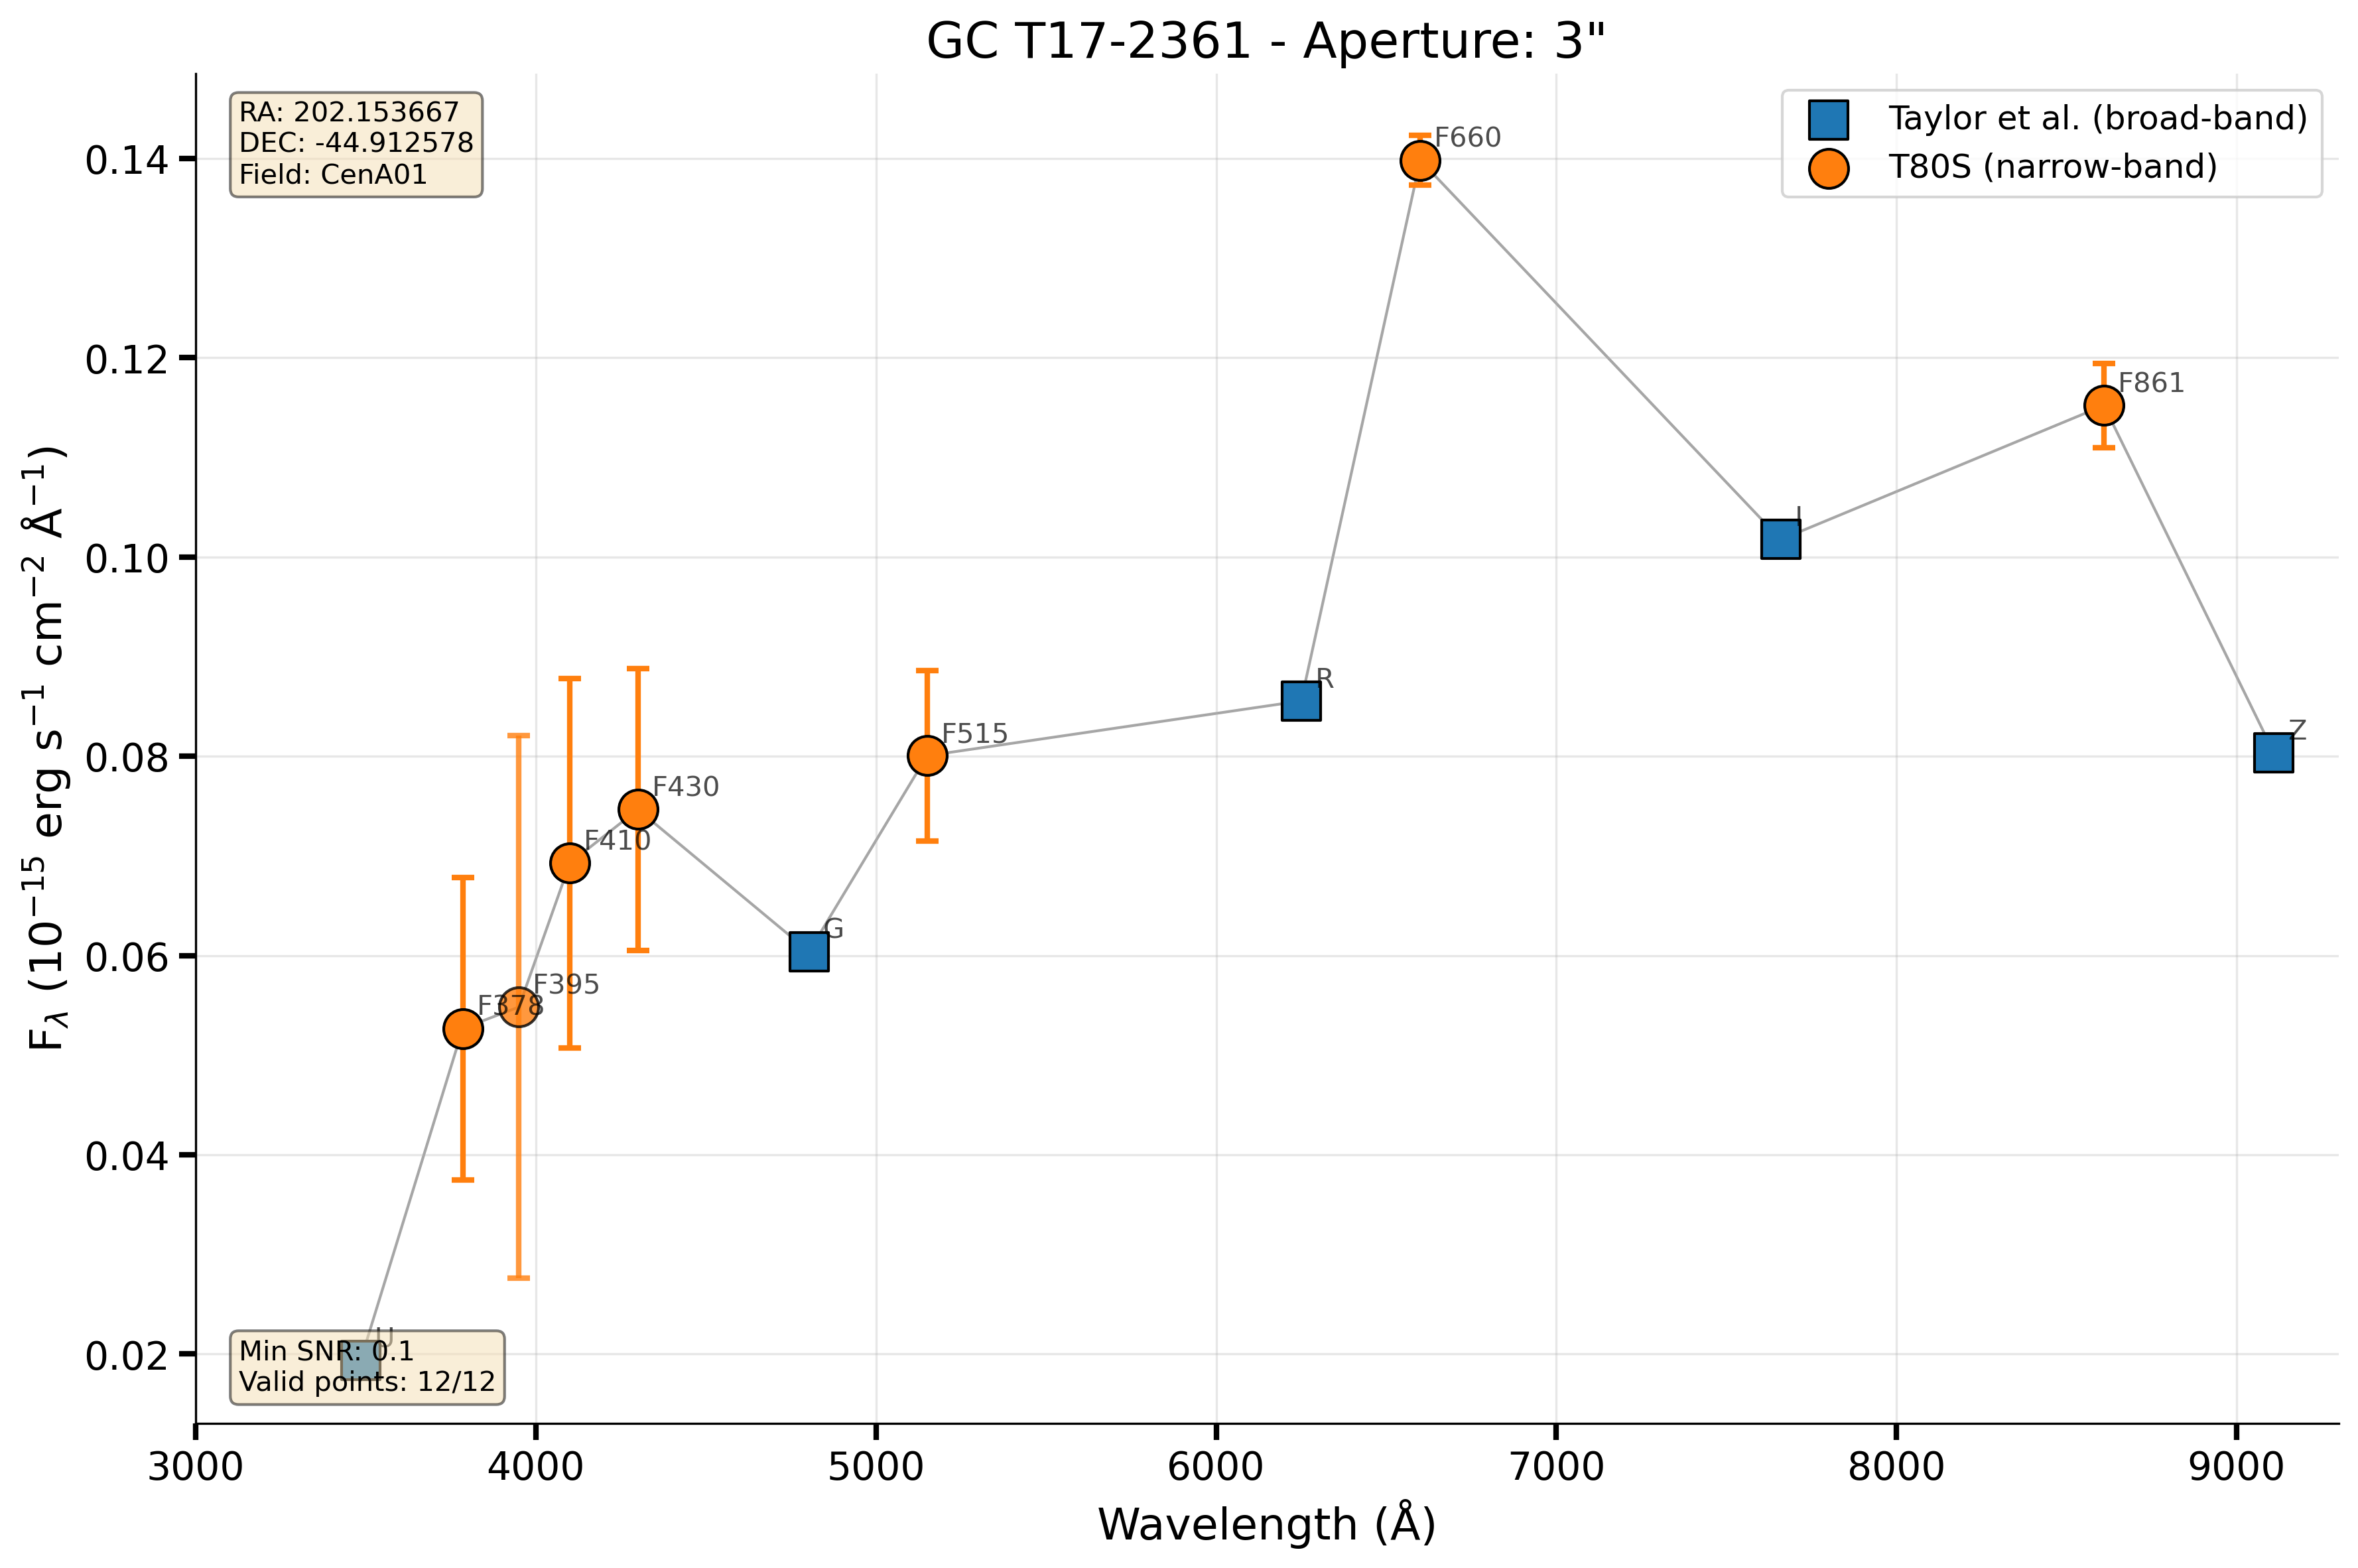 GC T17-2361 - Aperture: 3"
RA: 202.153667
DEC: -44.912578
Field: CenA01
Taylor et al. (broad-band)
T80S (narrow-band)
F660
F861
I
R
Z
F515
F430
F410
G
F395
F378
U
Min SNR: 0.1
Valid points: 12/12
0.14
0.12
0.10
0.08
0.06
0.04
0.02
F_λ (10⁻¹⁵ erg s⁻¹ cm⁻² Å⁻¹)
3000 4000 5000 6000 7000 8000 9000
Wavelength (Å)